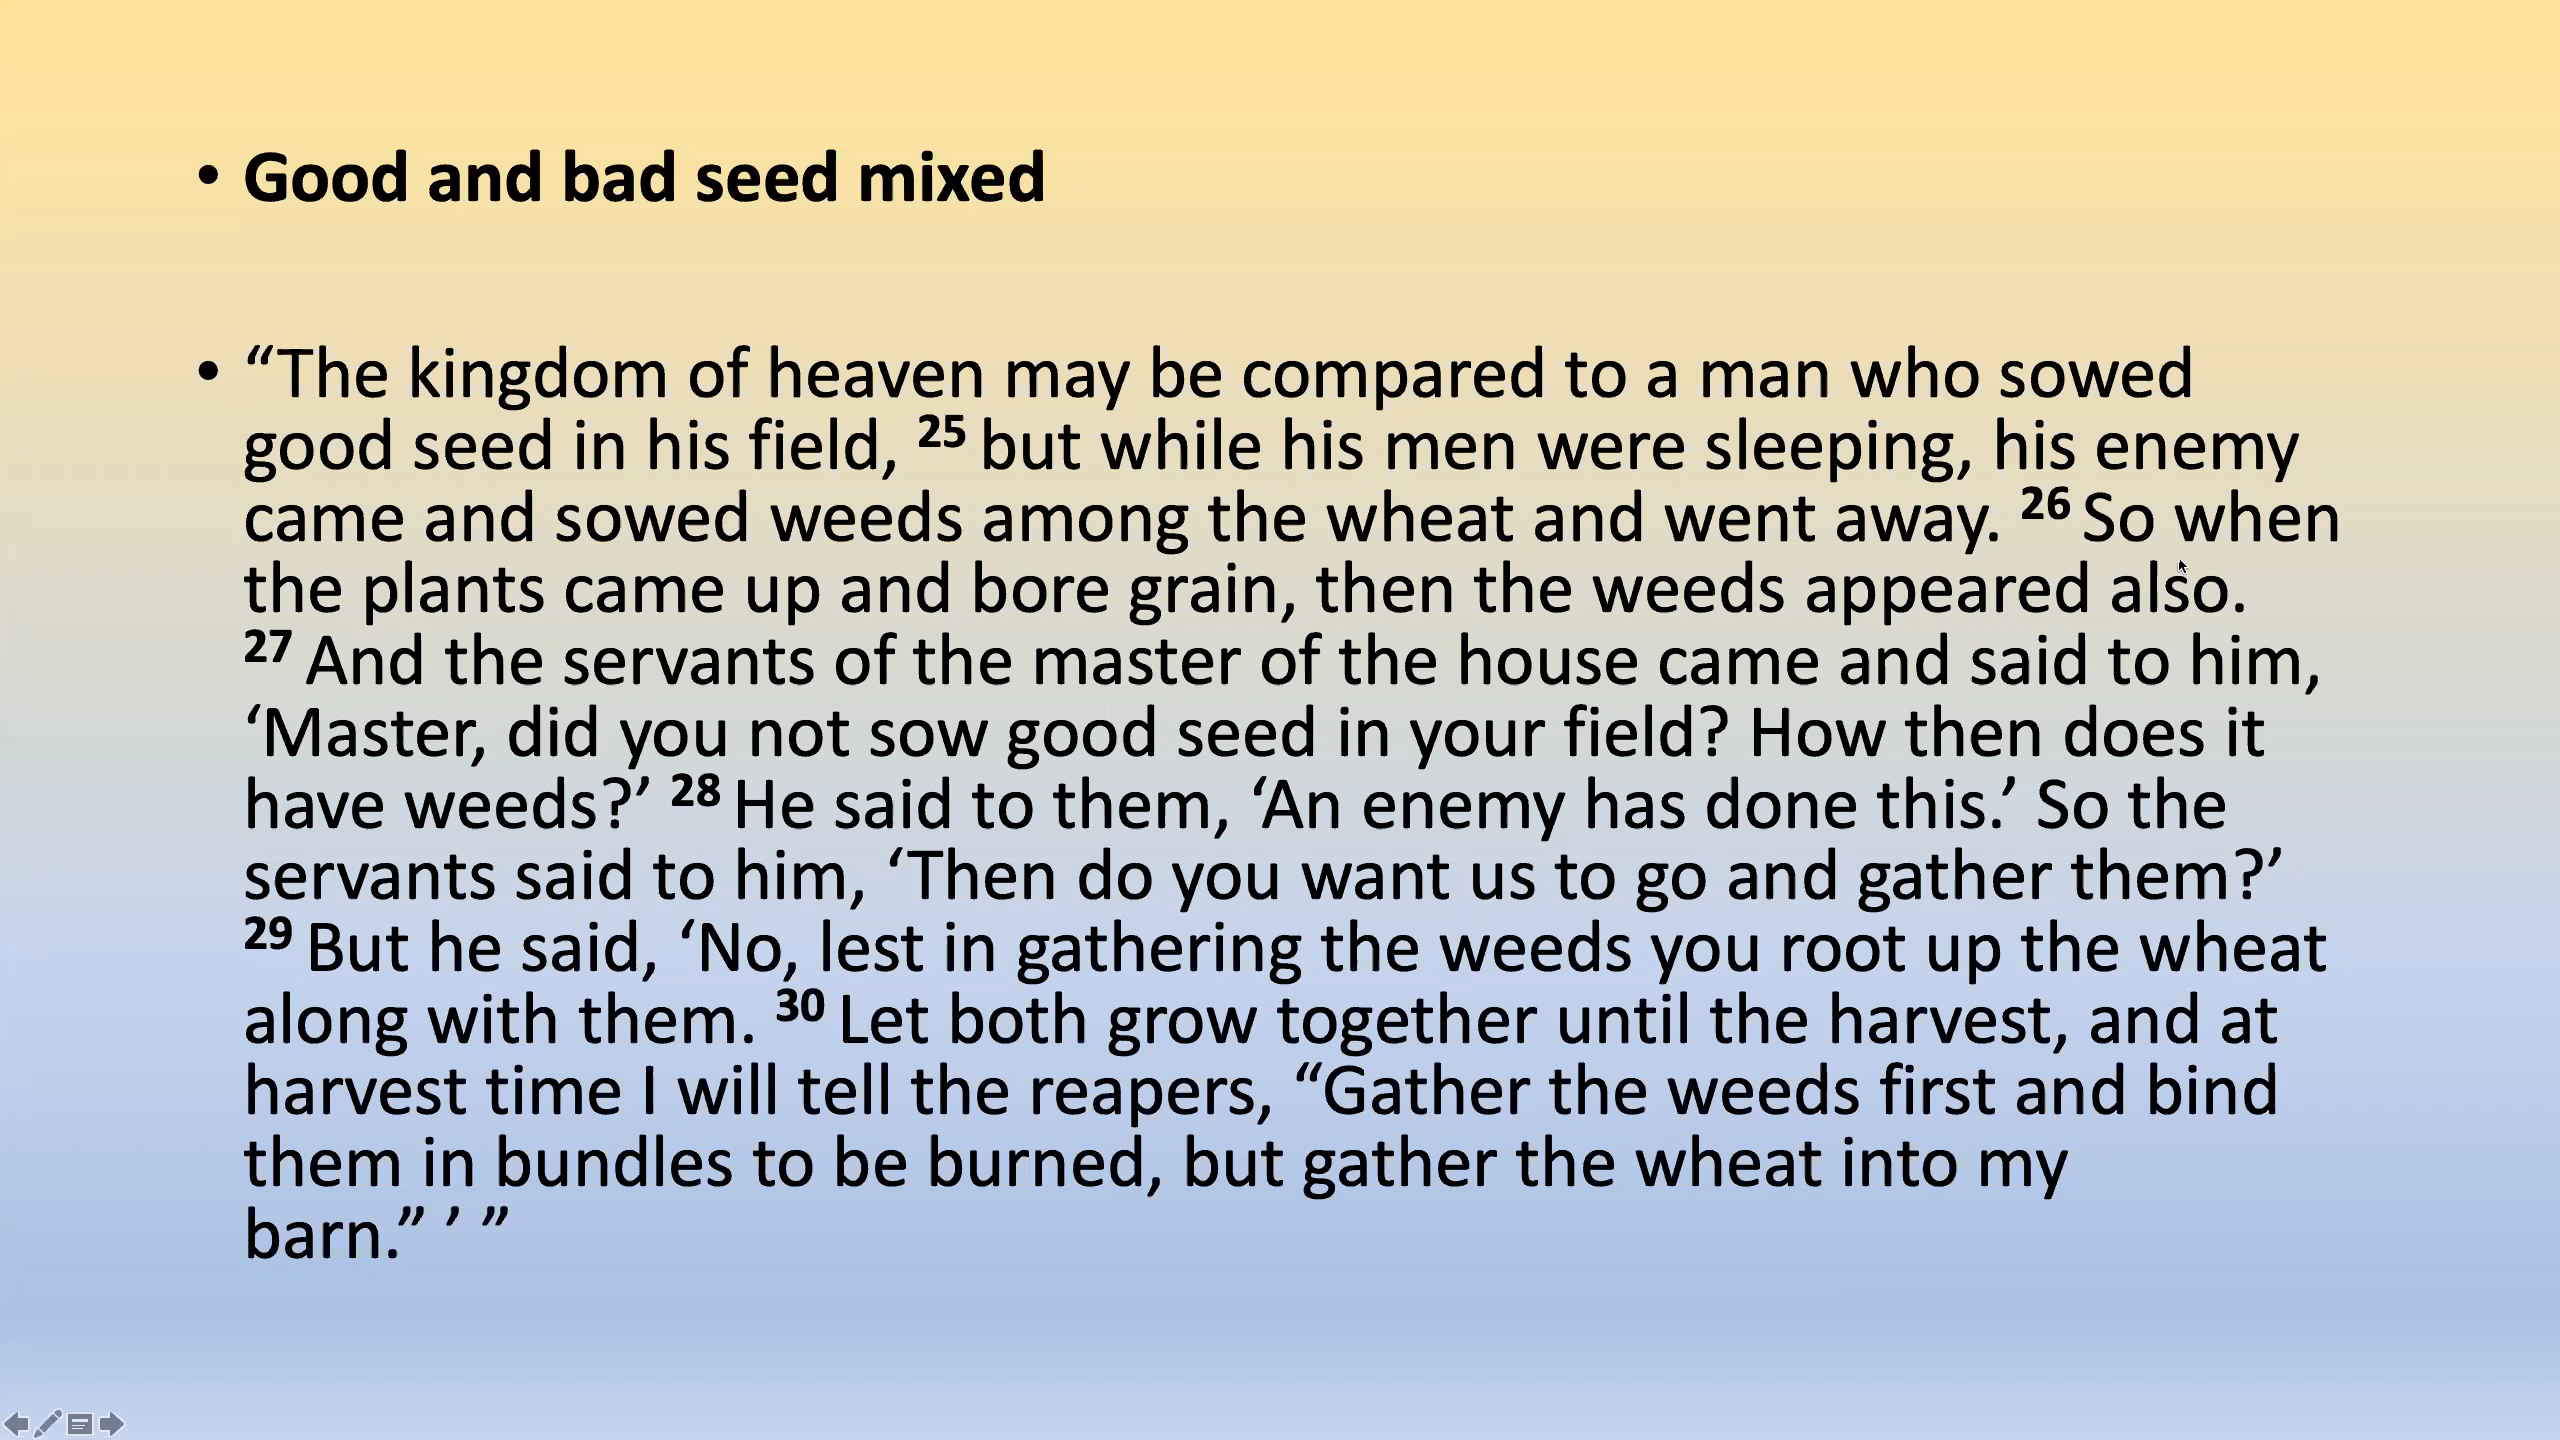 • Good and bad seed mixed
• “The kingdom of heaven may be compared to a man who sowed
good seed in his field, 25 but while his men were sleeping, his enemy
came and sowed weeds among the wheat and went away. 26 So when
the plants came up and bore grain, then the weeds appeared also.
27 And the servants of the master of the house came and said to him,
‘Master, did you not sow good seed in your field? How then does it
have weeds?’ 28 He said to them, ‘An enemy has done this.’ So the
servants said to him, ‘Then do you want us to go and gather them?’
29 But he said, ‘No, lest in gathering the weeds you root up the wheat
along with them. 30 Let both grow together until the harvest, and at
harvest time I will tell the reapers, “Gather the weeds first and bind
them in bundles to be burned, but gather the wheat into my
barn.” ’ ”